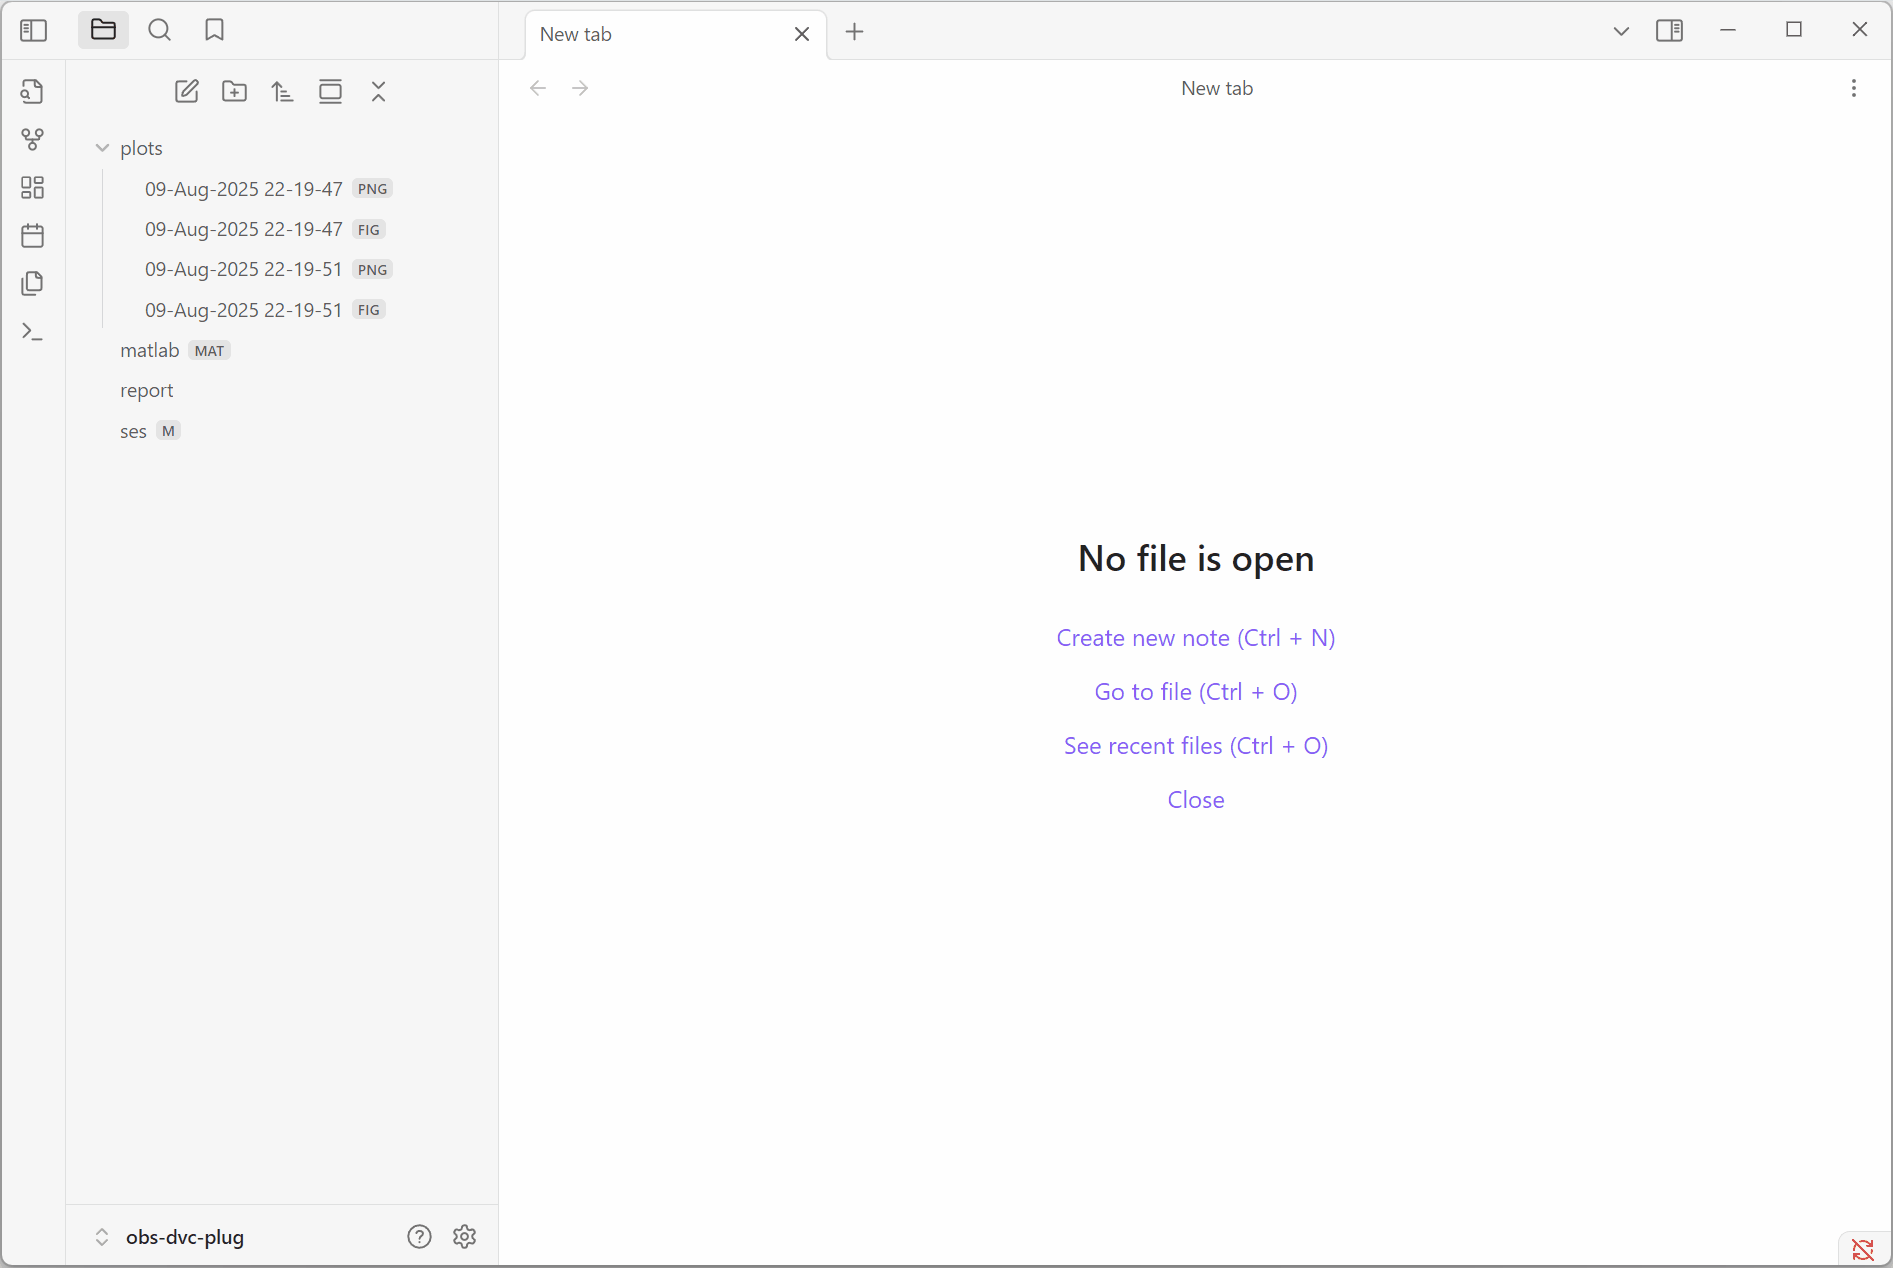 New tab
New tab
plots
09-Aug-2025 22-19-47 PNG
09-Aug-2025 22-19-47 FIG
09-Aug-2025 22-19-51 PNG
09-Aug-2025 22-19-51 FIG
matlab MAT
report
ses M
No file is open
Create new note (Ctrl + N)
Go to file (Ctrl + O)
See recent files (Ctrl + O)
Close
obs-dvc-plug